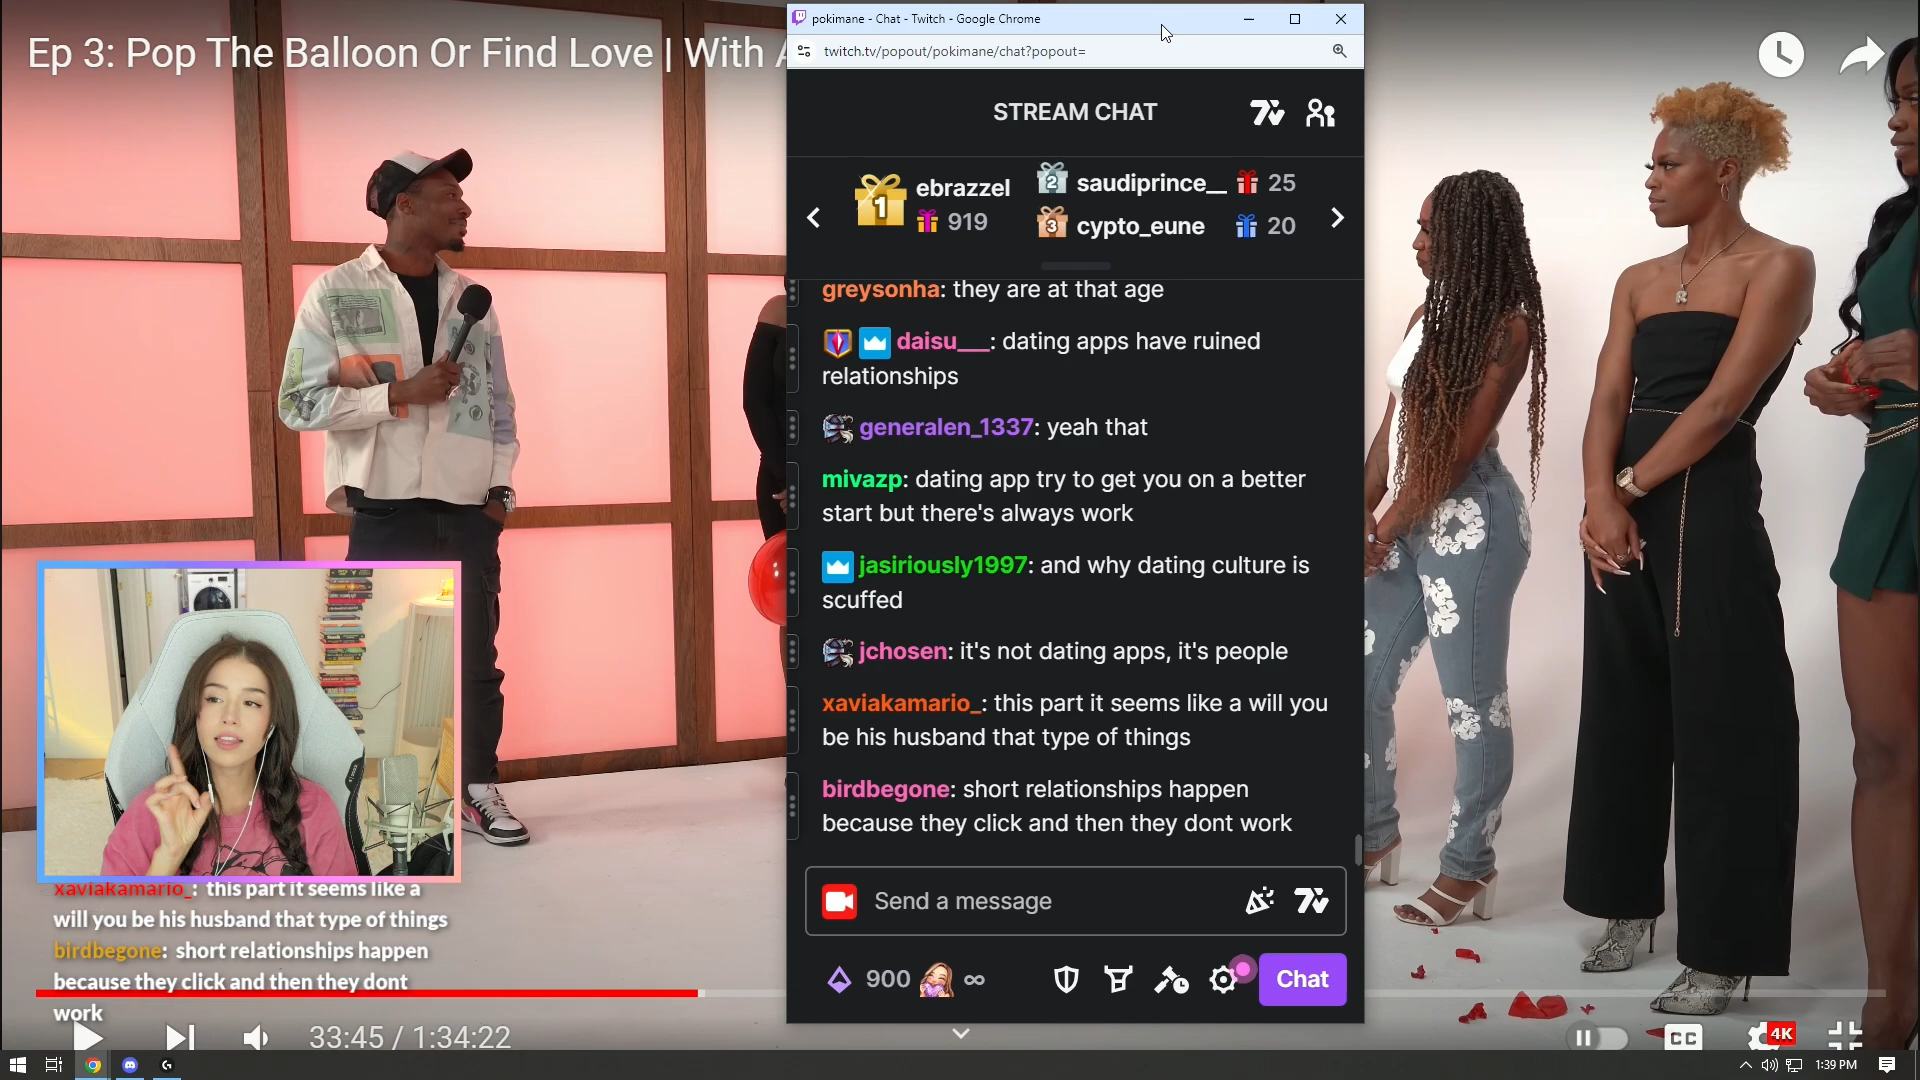 Ep 3: Pop The Balloon Or Find Love | With
pokimane - Chat - Twitch - Google Chrome
twitch.tv/popout/pokimane/chat?popout=
STREAM CHAT
1
ebrazzel
919
2
saudiprince__
25
3
cypto_eune
20
greysonha: they are at that age
daisu___: dating apps have ruined
relationships
generalen_1337: yeah that
mivazp: dating app try to get you on a better
start but there's always work
jasiriously1997: and why dating culture is
scuffed
jchosen: it's not dating apps, it's people
xaviakamario_: this part it seems like a will you
be his husband that type of things
birdbegone: short relationships happen
because they click and then they dont work
Send a message
900
∞
Chat
xaviakamario_: this part it seems like a
will you be his husband that type of things
birdbegone: short relationships happen
because they click and then they dont
work
33:45 / 1:34:22
CC
4K
1:39 PM